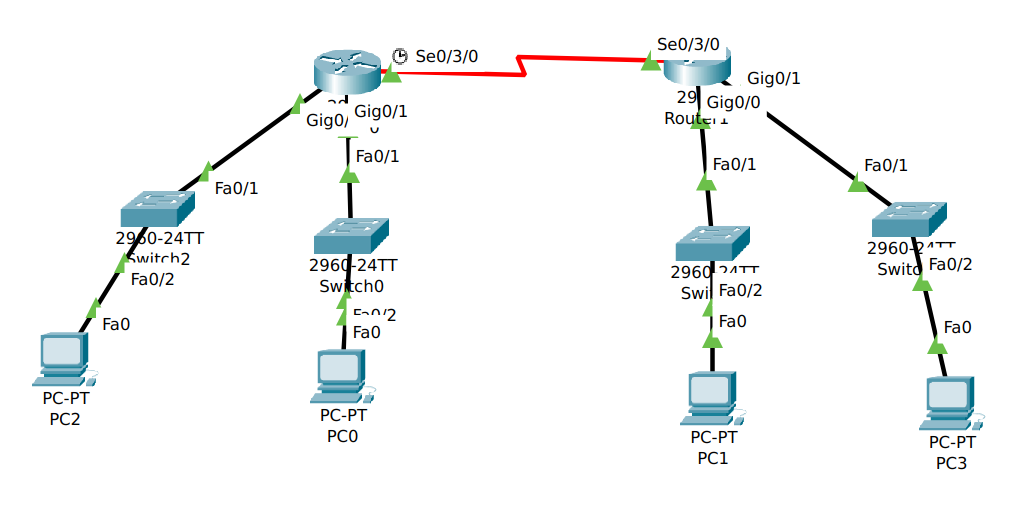 Se0/3/0
Se0/3/0
Gig0/1
Gig0/
Gig0/1
0
29
Gig0/0
Router1
Fa0/1
Fa0/1
Fa0/1
Fa0/1
2960-24TT
Switch2
2960-24TT
Switch0
2960-24TT
2960-24TT
Fa0/2
Fa0/2
Fa0/2
Fa0/2
Fa0
Fa0
Fa0
Fa0
PC-PT
PC2
PC-PT
PC0
PC-PT
PC1
PC-PT
PC3